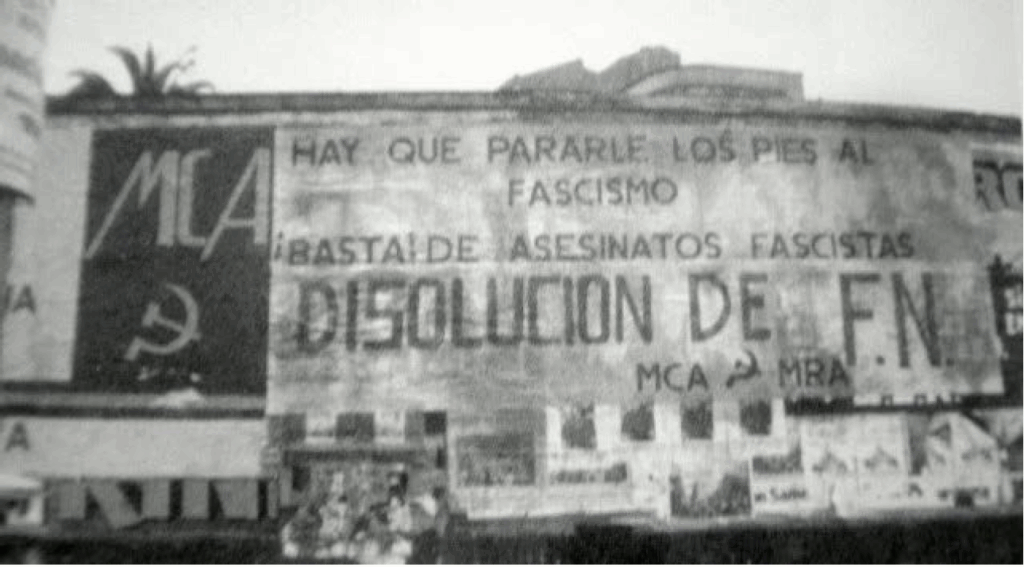 MCA
HAY QUE PARARLE LOS PIES AL
FASCISMO
¡BASTA! DE ASESINATOS FASCISTAS
DISOLUCION DE F.N.
MCA MRA
A